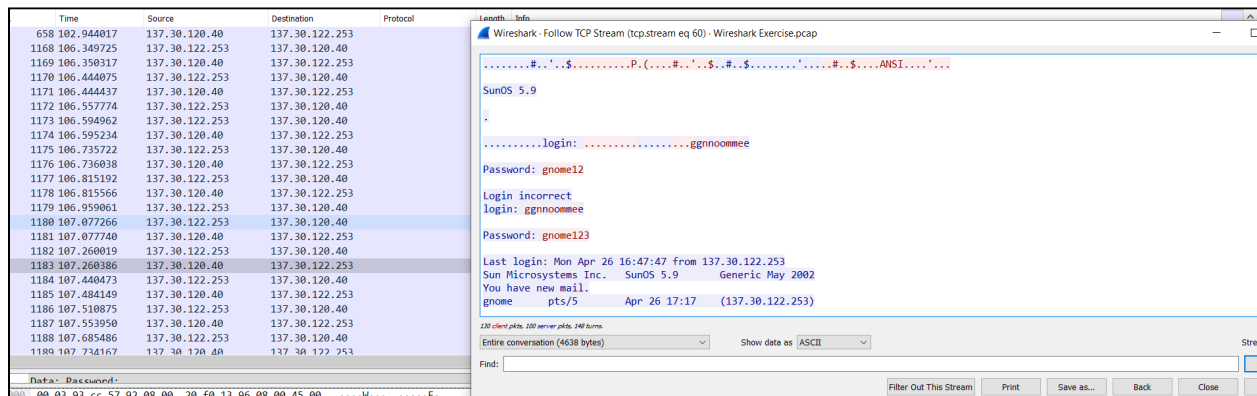 Time Source Destination Protocol Length Info
658 102.944017 137.30.120.40 137.30.122.253
1168 106.349725 137.30.122.253 137.30.120.40
1169 106.350317 137.30.120.40 137.30.122.253
1170 106.444075 137.30.122.253 137.30.120.40
1171 106.444437 137.30.120.40 137.30.122.253
1172 106.557774 137.30.122.253 137.30.120.40
1173 106.594962 137.30.120.40 137.30.122.253
1174 106.595234 137.30.120.40 137.30.122.253
1175 106.735722 137.30.122.253 137.30.120.40
1176 106.736038 137.30.120.40 137.30.122.253
1177 106.815192 137.30.122.253 137.30.120.40
1178 106.815566 137.30.120.40 137.30.122.253
1179 106.959061 137.30.122.253 137.30.120.40
1180 107.077266 137.30.122.253 137.30.120.40
1181 107.077740 137.30.120.40 137.30.122.253
1182 107.260019 137.30.122.253 137.30.120.40
1183 107.260386 137.30.120.40 137.30.122.253
1184 107.440473 137.30.122.253 137.30.120.40
1185 107.484149 137.30.120.40 137.30.122.253
1186 107.510875 137.30.122.253 137.30.120.40
1187 107.553950 137.30.120.40 137.30.122.253
1188 107.685486 137.30.122.253 137.30.120.40
1189 107.734167 137.30.120.40 137.30.122.253
Data: Password:
Wireshark · Follow TCP Stream (tcp.stream eq 60) · Wireshark Exercise.pcap
........#..'..$..........P.(....#..'..$..#..$........'.....#..$....ANSI....'...
SunOS 5.9
.
..........login: .................ggnnoommee
Password: gnome12
Login incorrect
login: ggnnoommee
Password: gnome123
Last login: Mon Apr 26 16:47:47 from 137.30.122.253
Sun Microsystems Inc. SunOS 5.9 Generic May 2002
You have new mail.
gnome pts/5 Apr 26 17:17 (137.30.122.253)
130 client pkts, 100 server pkts, 148 turns.
Entire conversation (4638 bytes) Show data as ASCII Stre
Find:
Filter Out This Stream Print Save as... Back Close